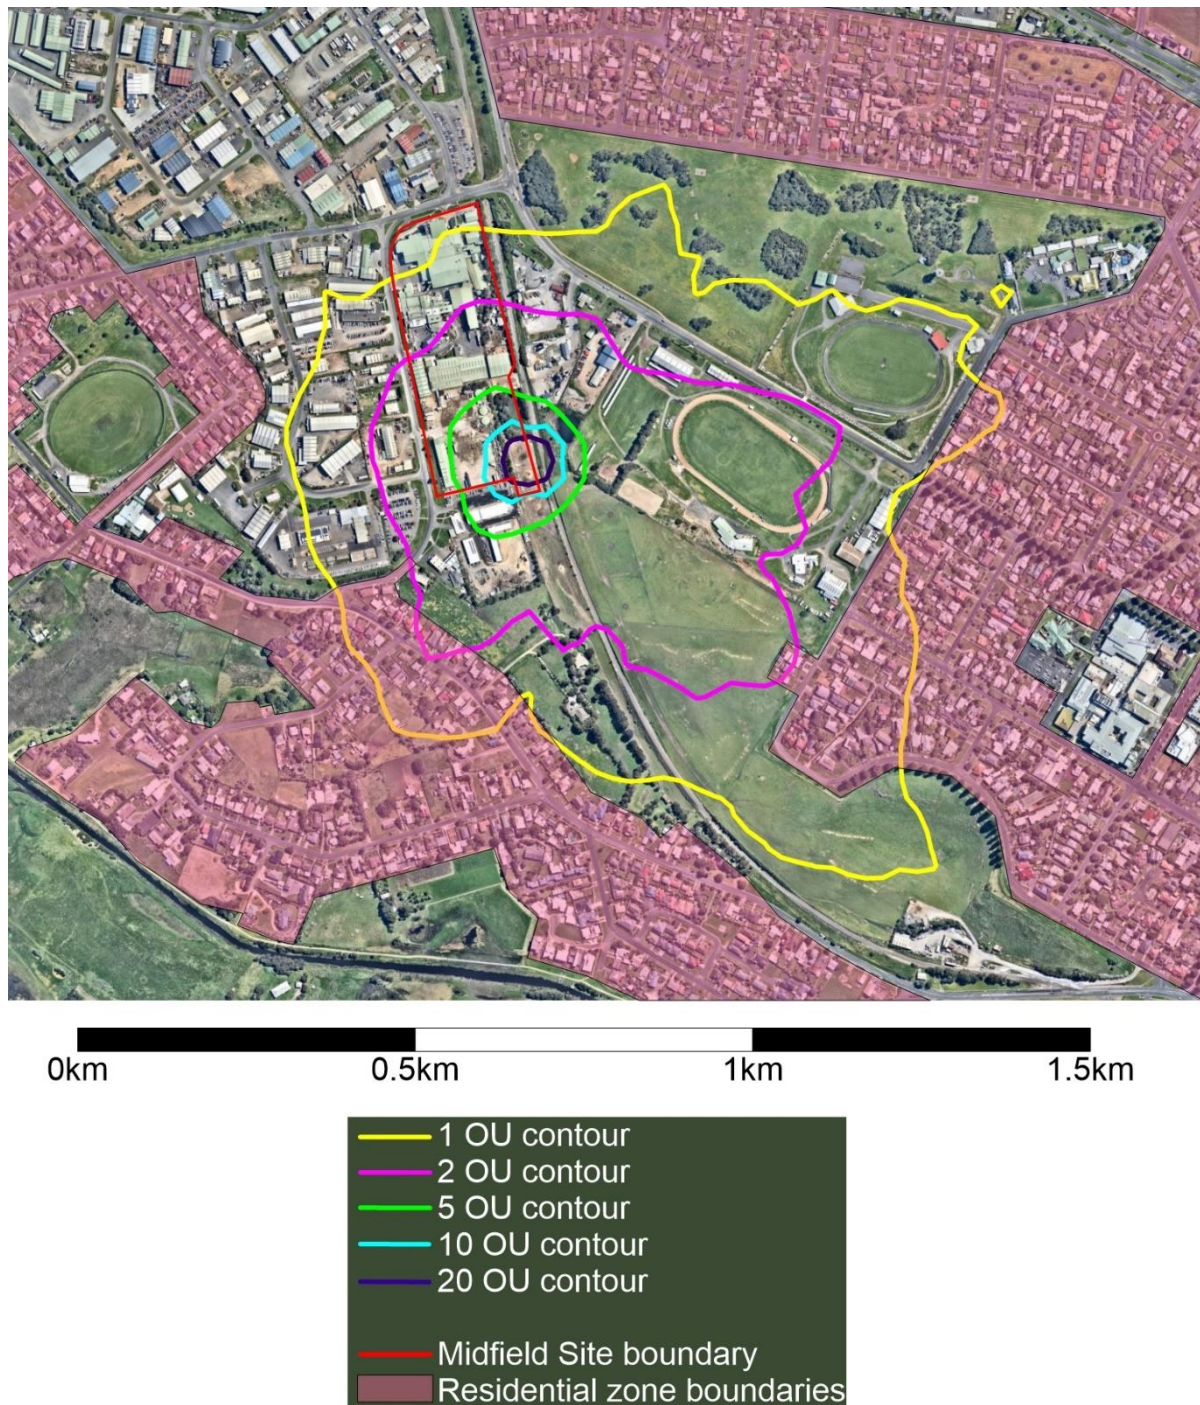 0km 0.5km 1km 1.5km
1 OU contour
2 OU contour
5 OU contour
10 OU contour
20 OU contour
Midfield Site boundary
Residential zone boundaries